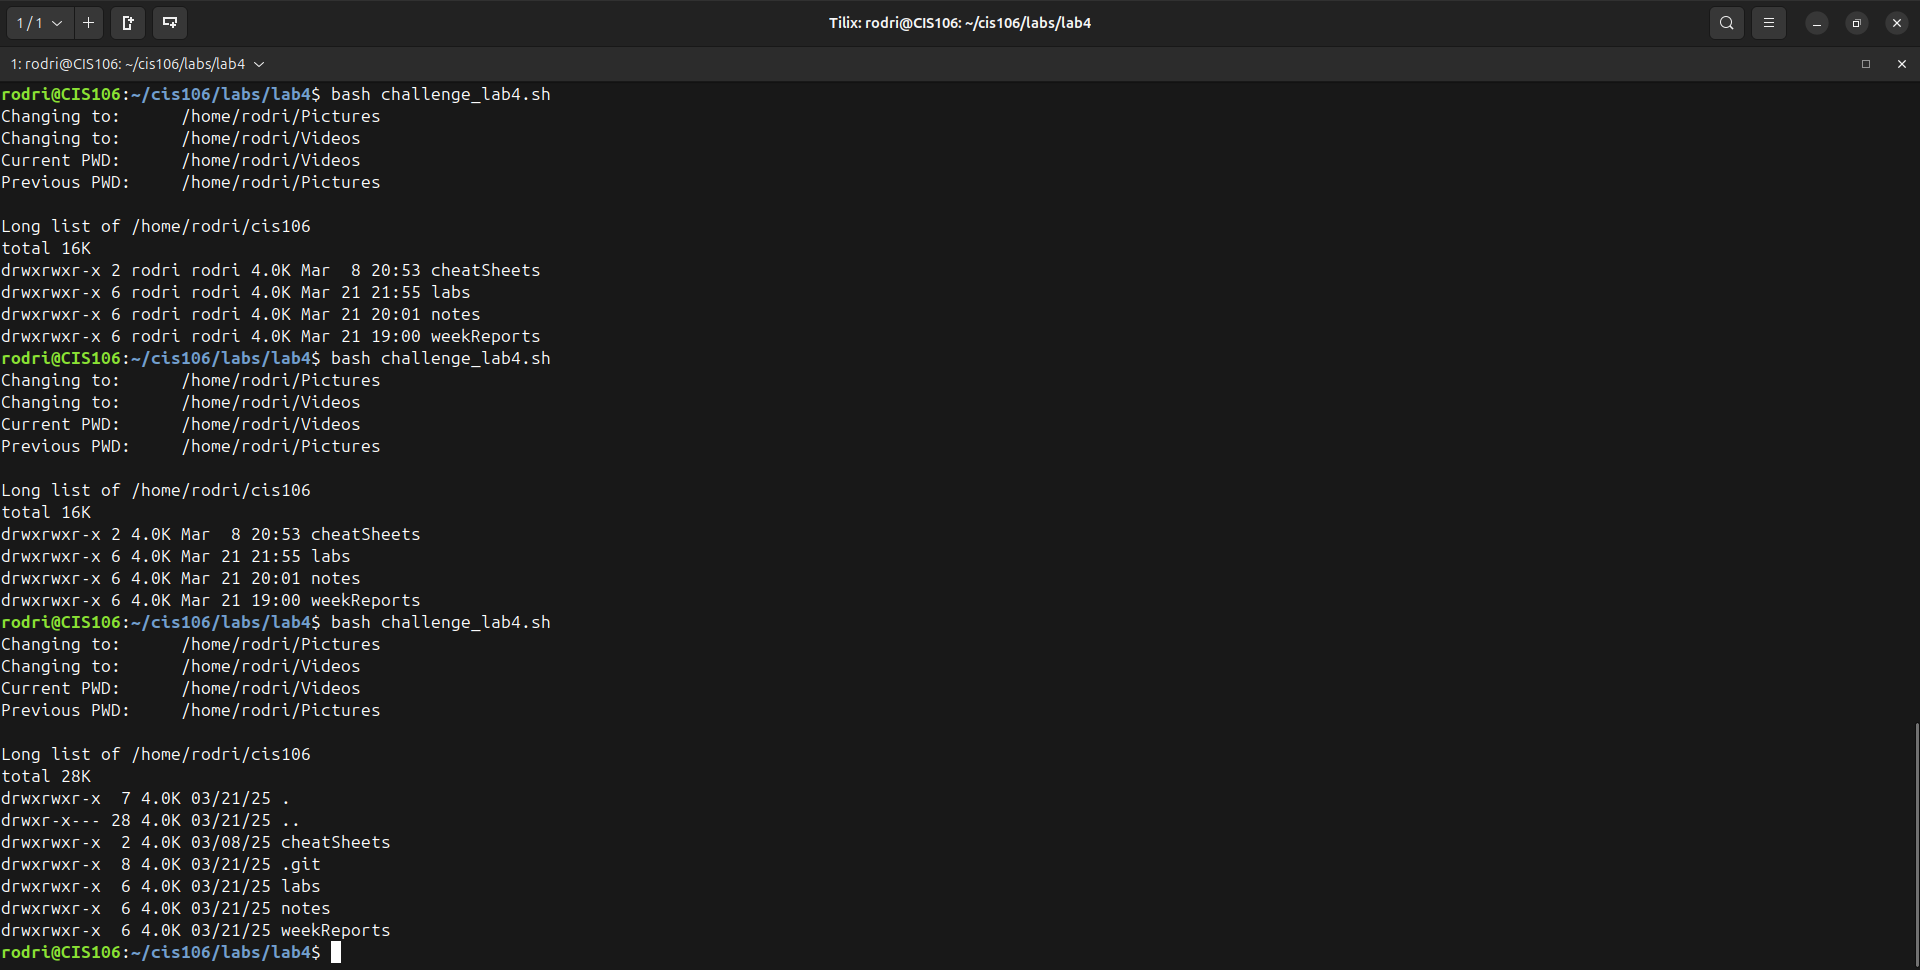 1 / 1
Tilix: rodri@CIS106: ~/cis106/labs/lab4
1: rodri@CIS106: ~/cis106/labs/lab4
rodri@CIS106:~/cis106/labs/lab4$ bash challenge_lab4.sh
Changing to:      /home/rodri/Pictures
Changing to:      /home/rodri/Videos
Current PWD:      /home/rodri/Videos
Previous PWD:     /home/rodri/Pictures

Long list of /home/rodri/cis106
total 16K
drwxrwxr-x 2 rodri rodri 4.0K Mar  8 20:53 cheatSheets
drwxrwxr-x 6 rodri rodri 4.0K Mar 21 21:55 labs
drwxrwxr-x 6 rodri rodri 4.0K Mar 21 20:01 notes
drwxrwxr-x 6 rodri rodri 4.0K Mar 21 19:00 weekReports
rodri@CIS106:~/cis106/labs/lab4$ bash challenge_lab4.sh
Changing to:      /home/rodri/Pictures
Changing to:      /home/rodri/Videos
Current PWD:      /home/rodri/Videos
Previous PWD:     /home/rodri/Pictures

Long list of /home/rodri/cis106
total 16K
drwxrwxr-x 2 4.0K Mar  8 20:53 cheatSheets
drwxrwxr-x 6 4.0K Mar 21 21:55 labs
drwxrwxr-x 6 4.0K Mar 21 20:01 notes
drwxrwxr-x 6 4.0K Mar 21 19:00 weekReports
rodri@CIS106:~/cis106/labs/lab4$ bash challenge_lab4.sh
Changing to:      /home/rodri/Pictures
Changing to:      /home/rodri/Videos
Current PWD:      /home/rodri/Videos
Previous PWD:     /home/rodri/Pictures

Long list of /home/rodri/cis106
total 28K
drwxrwxr-x  7 4.0K 03/21/25 .
drwxr-x--- 28 4.0K 03/21/25 ..
drwxrwxr-x  2 4.0K 03/08/25 cheatSheets
drwxrwxr-x  8 4.0K 03/21/25 .git
drwxrwxr-x  6 4.0K 03/21/25 labs
drwxrwxr-x  6 4.0K 03/21/25 notes
drwxrwxr-x  6 4.0K 03/21/25 weekReports
rodri@CIS106:~/cis106/labs/lab4$